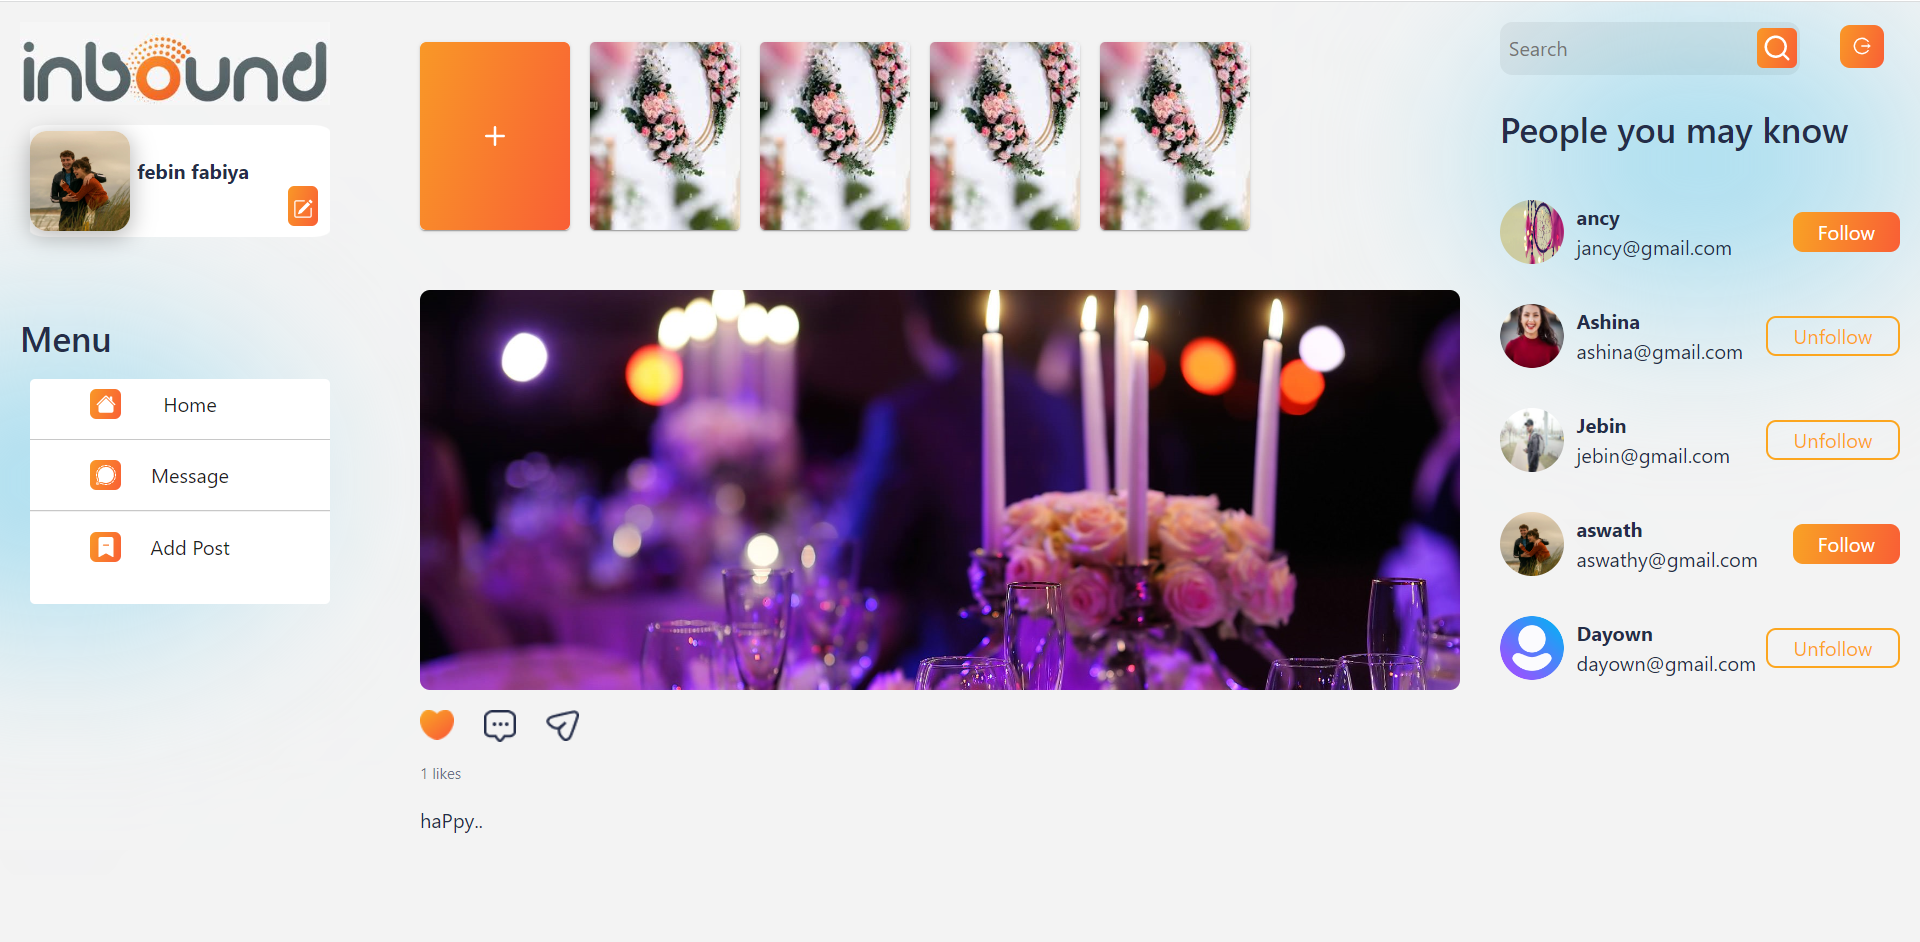 inbound
febin fabiya
Menu
Home
Message
Add Post
1 likes
haPpy..
Search
People you may know
ancy
jancy@gmail.com
Follow
Ashina
ashina@gmail.com
Unfollow
Jebin
jebin@gmail.com
Unfollow
aswath
aswathy@gmail.com
Follow
Dayown
dayown@gmail.com
Unfollow